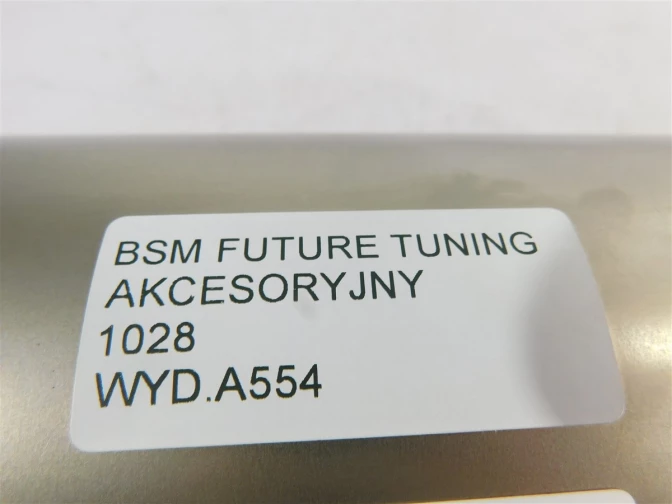 BSM FUTURE TUNING
AKCESORYJNY
1028
WYD.A554